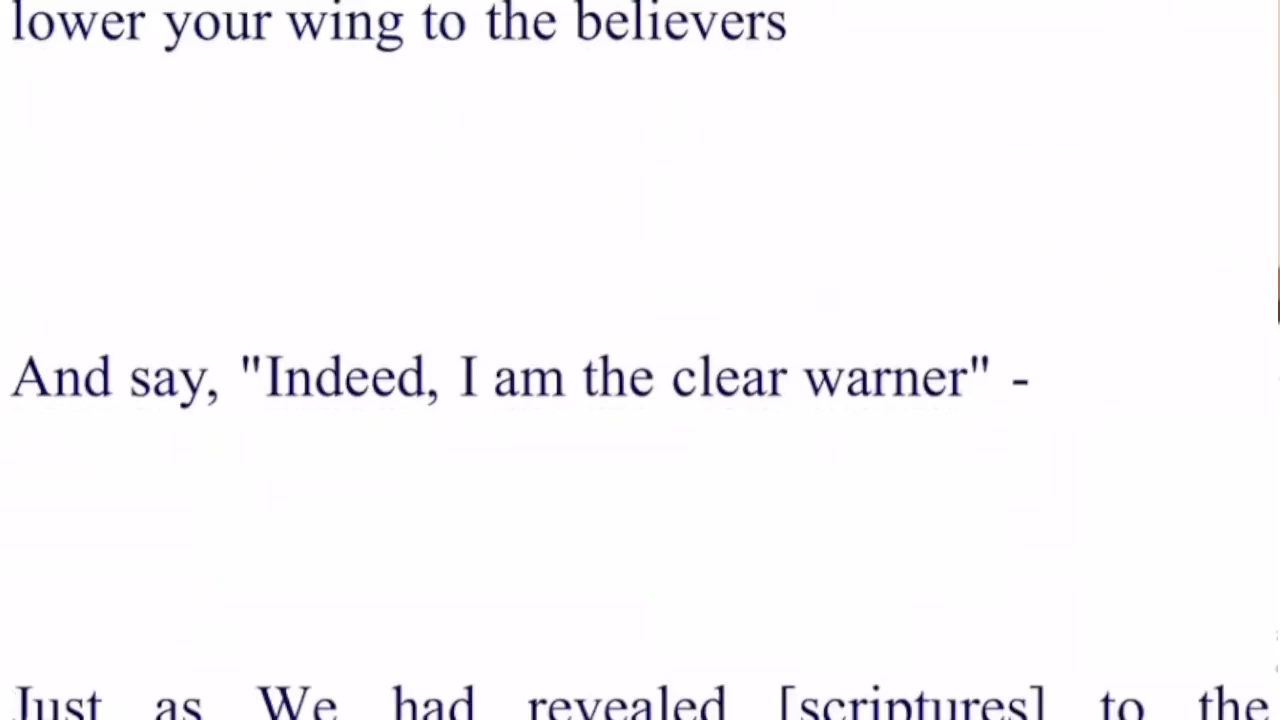 lower your wing to the believers
And say, "Indeed, I am the clear warner" -
Just as We had revealed [scriptures] to the